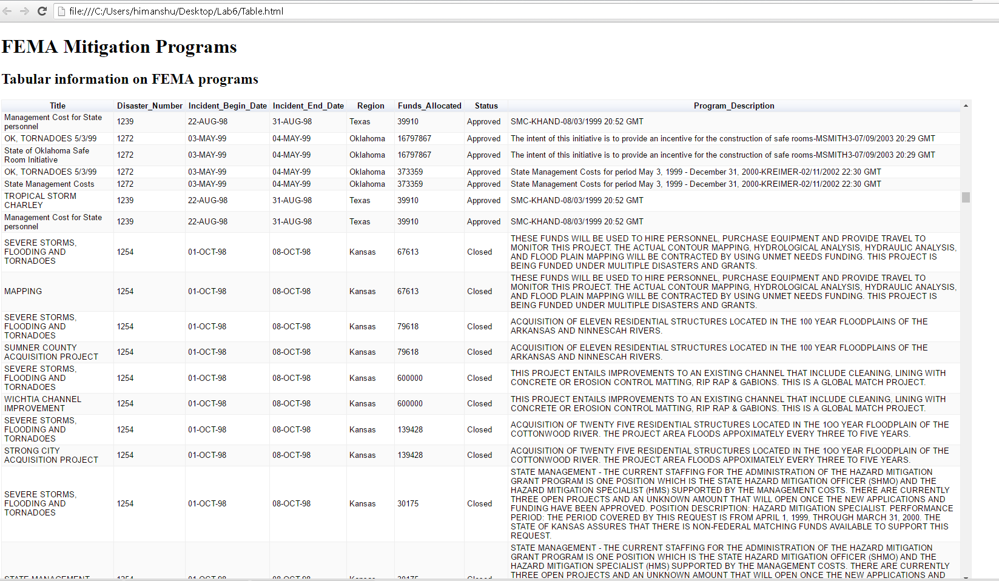 file:///C:/Users/himanshu/Desktop/Lab6/Table.html
FEMA Mitigation Programs
Tabular information on FEMA programs
Title Disaster_Number Incident_Begin_Date Incident_End_Date Region Funds_Allocated Status Program_Description
Management Cost for State
personnel 1239 22-AUG-98 31-AUG-98 Texas 39910 Approved SMC-KHAND-08/03/1999 20:52 GMT
OK, TORNADOES 5/3/99 1272 03-MAY-99 04-MAY-99 Oklahoma 16797867 Approved The intent of this initiative is to provide an incentive for the construction of safe rooms-MSMITH3-07/09/2003 20:29 GMT
State of Oklahoma Safe
Room Initiative 1272 03-MAY-99 04-MAY-99 Oklahoma 16797867 Approved The intent of this initiative is to provide an incentive for the construction of safe rooms-MSMITH3-07/09/2003 20:29 GMT
OK, TORNADOES 5/3/99 1272 03-MAY-99 04-MAY-99 Oklahoma 373359 Approved State Management Costs for period May 3, 1999 - December 31, 2000-KREIMER-02/11/2002 22:30 GMT
State Management Costs 1272 03-MAY-99 04-MAY-99 Oklahoma 373359 Approved State Management Costs for period May 3, 1999 - December 31, 2000-KREIMER-02/11/2002 22:30 GMT
TROPICAL STORM
CHARLEY 1239 22-AUG-98 31-AUG-98 Texas 39910 Approved SMC-KHAND-08/03/1999 20:52 GMT
Management Cost for State
personnel 1239 22-AUG-98 31-AUG-98 Texas 39910 Approved SMC-KHAND-08/03/1999 20:52 GMT
SEVERE STORMS,
FLOODING AND
TORNADOES 1254 01-OCT-98 08-OCT-98 Kansas 67613 Closed
THESE FUNDS WILL BE USED TO HIRE PERSONNEL, PURCHASE EQUIPMENT AND PROVIDE TRAVEL TO
MONITOR THIS PROJECT. THE ACTUAL CONTOUR MAPPING, HYDROLOGICAL ANALYSIS, HYDRAULIC ANALYSIS,
AND FLOOD PLAIN MAPPING WILL BE CONTRACTED BY USING UNMET NEEDS FUNDING. THIS PROJECT IS
BEING FUNDED UNDER MULITIPLE DISASTERS AND GRANTS.
MAPPING 1254 01-OCT-98 08-OCT-98 Kansas 67613 Closed
THESE FUNDS WILL BE USED TO HIRE PERSONNEL, PURCHASE EQUIPMENT AND PROVIDE TRAVEL TO
MONITOR THIS PROJECT. THE ACTUAL CONTOUR MAPPING, HYDROLOGICAL ANALYSIS, HYDRAULIC ANALYSIS,
AND FLOOD PLAIN MAPPING WILL BE CONTRACTED BY USING UNMET NEEDS FUNDING. THIS PROJECT IS
BEING FUNDED UNDER MULITIPLE DISASTERS AND GRANTS.
SEVERE STORMS,
FLOODING AND
TORNADOES 1254 01-OCT-98 08-OCT-98 Kansas 79618 Closed
ACQUISITION OF ELEVEN RESIDENTIAL STRUCTURES LOCATED IN THE 100 YEAR FLOODPLAINS OF THE
ARKANSAS AND NINNESCAH RIVERS.
SUMNER COUNTY
ACQUISITION PROJECT 1254 01-OCT-98 08-OCT-98 Kansas 79618 Closed
ACQUISITION OF ELEVEN RESIDENTIAL STRUCTURES LOCATED IN THE 100 YEAR FLOODPLAINS OF THE
ARKANSAS AND NINNESCAH RIVERS.
SEVERE STORMS,
FLOODING AND
TORNADOES 1254 01-OCT-98 08-OCT-98 Kansas 600000 Closed
THIS PROJECT ENTAILS IMPROVEMENTS TO AN EXISTING CHANNEL THAT INCLUDE CLEANING, LINING WITH
CONCRETE OR EROSION CONTROL MATTING, RIP RAP & GABIONS. THIS IS A GLOBAL MATCH PROJECT.
WICHTIA CHANNEL
IMPROVEMENT 1254 01-OCT-98 08-OCT-98 Kansas 600000 Closed
THIS PROJECT ENTAILS IMPROVEMENTS TO AN EXISTING CHANNEL THAT INCLUDE CLEANING, LINING WITH
CONCRETE OR EROSION CONTROL MATTING, RIP RAP & GABIONS. THIS IS A GLOBAL MATCH PROJECT.
SEVERE STORMS,
FLOODING AND
TORNADOES 1254 01-OCT-98 08-OCT-98 Kansas 139428 Closed
ACQUISITION OF TWENTY FIVE RESIDENTIAL STRUCTURES LOCATED IN THE 1OO YEAR FLOODPLAIN OF THE
COTTONWOOD RIVER. THE PROJECT AREA FLOODS APPOXIMATELY EVERY THREE TO FIVE YEARS.
STRONG CITY
ACQUISITION PROJECT 1254 01-OCT-98 08-OCT-98 Kansas 139428 Closed
ACQUISITION OF TWENTY FIVE RESIDENTIAL STRUCTURES LOCATED IN THE 1OO YEAR FLOODPLAIN OF THE
COTTONWOOD RIVER. THE PROJECT AREA FLOODS APPOXIMATELY EVERY THREE TO FIVE YEARS.
SEVERE STORMS,
FLOODING AND
TORNADOES 1254 01-OCT-98 08-OCT-98 Kansas 30175 Closed
STATE MANAGEMENT - THE CURRENT STAFFING FOR THE ADMINISTRATION OF THE HAZARD MITIGATION
GRANT PROGRAM IS ONE POSITION WHICH IS THE STATE HAZARD MITIGATION OFFICER (SHMO) AND THE
HAZARD MITIGATION SPECIALIST (HMS) SUPPORTED BY THE MANAGEMENT COSTS. THERE ARE CURRENTLY
THREE OPEN PROJECTS AND AN UNKNOWN AMOUNT THAT WILL OPEN ONCE THE NEW APPLICATIONS AND
FUNDING HAVE BEEN APPROVED. POSITION DESCRIPTION: HAZARD MITIGATION SPECIALIST. PERFORMANCE
PERIOD: THE PERIOD COVERED BY THIS REQUEST IS FROM APRIL 1, 1999, THROUGH MARCH 31, 2000. THE
STATE OF KANSAS ASSURES THAT THERE IS NON-FEDERAL MATCHING FUNDS AVAILABLE TO SUPPORT THIS
REQUEST.
STATE MANAGEMENT 1254 01-OCT-98 08-OCT-98 Kansas 30175 Closed
STATE MANAGEMENT - THE CURRENT STAFFING FOR THE ADMINISTRATION OF THE HAZARD MITIGATION
GRANT PROGRAM IS ONE POSITION WHICH IS THE STATE HAZARD MITIGATION OFFICER (SHMO) AND THE
HAZARD MITIGATION SPECIALIST (HMS) SUPPORTED BY THE MANAGEMENT COSTS. THERE ARE CURRENTLY
THREE OPEN PROJECTS AND AN UNKNOWN AMOUNT THAT WILL OPEN ONCE THE NEW APPLICATIONS AND